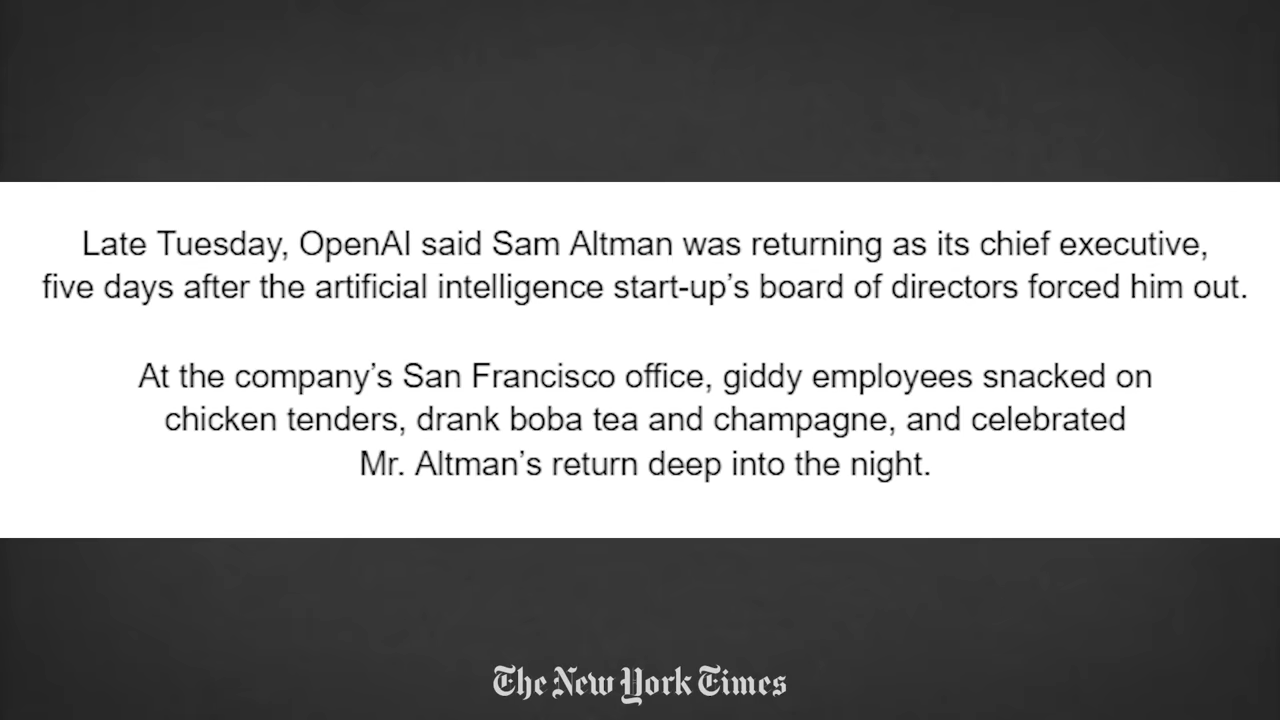 Late Tuesday, OpenAI said Sam Altman was returning as its chief executive,
five days after the artificial intelligence start-up’s board of directors forced him out.
At the company’s San Francisco office, giddy employees snacked on
chicken tenders, drank boba tea and champagne, and celebrated
Mr. Altman’s return deep into the night.
The New York Times